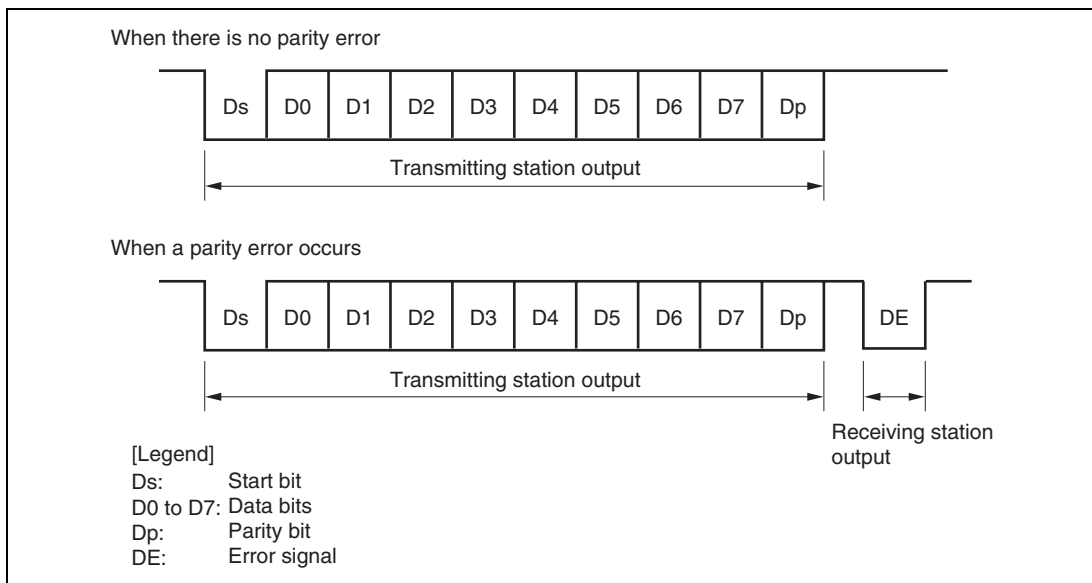 When there is no parity error
Ds D0 D1 D2 D3 D4 D5 D6 D7 Dp
Transmitting station output
When a parity error occurs
Ds D0 D1 D2 D3 D4 D5 D6 D7 Dp DE
Transmitting station output
Receiving station
output
[Legend]
Ds: Start bit
D0 to D7: Data bits
Dp: Parity bit
DE: Error signal